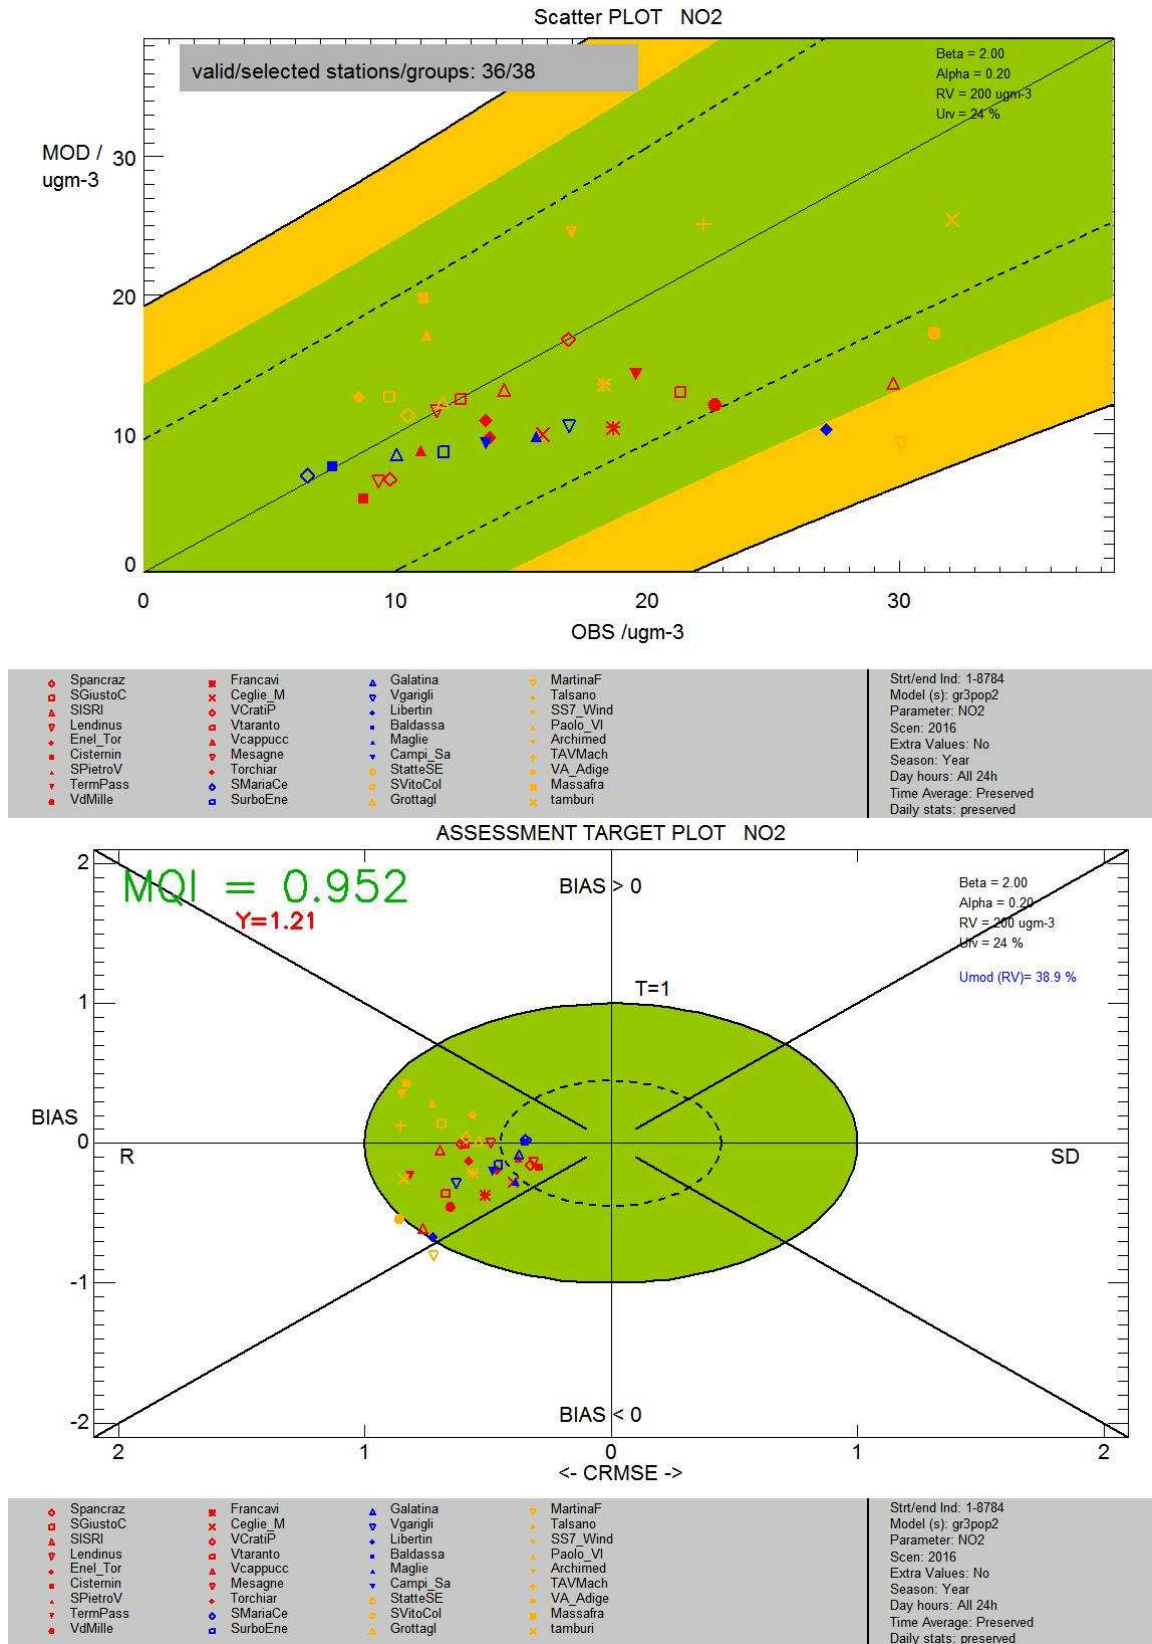 Scatter PLOT NO2
valid/selected stations/groups: 36/38
Beta = 2.00
Alpha = 0.20
RV = 200 ugm-3
Urv = 24 %
MOD /
ugm-3
30
20
10
0
0 10 20 30
OBS /ugm-3
Spancraz Francavi Galatina MartinaF
SGiustoC Ceglie_M Vgarigli Talsano
SISRI VCratiP Libertin SS7_Wind
Lendinus Vtaranto Baldassa Paolo_VI
Enel_Tor Vcappucc Maglie Archimed
Cisternin Mesagne Campi_Sa TAVMach
SPietroV Torchiar StatteSE VA_Adige
TermPass SMariaCe SVitoCol Massafra
VdMille SurboEne Grottagl tamburi
Strt/end Ind: 1-8784
Model (s): gr3pop2
Parameter: NO2
Scen: 2016
Extra Values: No
Season: Year
Day hours: All 24h
Time Average: Preserved
Daily stats: preserved
ASSESSMENT TARGET PLOT NO2
MQI = 0.952
Y=1.21
BIAS > 0
Beta = 2.00
Alpha = 0.20
RV = 200 ugm-3
Urv = 24 %
Umod (RV)= 38.9 %
T=1
BIAS
R
SD
BIAS < 0
2
1
0
-1
-2
2 1 0 1 2
<- CRMSE ->
Spancraz Francavi Galatina MartinaF
SGiustoC Ceglie_M Vgarigli Talsano
SISRI VCratiP Libertin SS7_Wind
Lendinus Vtaranto Baldassa Paolo_VI
Enel_Tor Vcappucc Maglie Archimed
Cisternin Mesagne Campi_Sa TAVMach
SPietroV Torchiar StatteSE VA_Adige
TermPass SMariaCe SVitoCol Massafra
VdMille SurboEne Grottagl tamburi
Strt/end Ind: 1-8784
Model (s): gr3pop2
Parameter: NO2
Scen: 2016
Extra Values: No
Season: Year
Day hours: All 24h
Time Average: Preserved
Daily stats: preserved